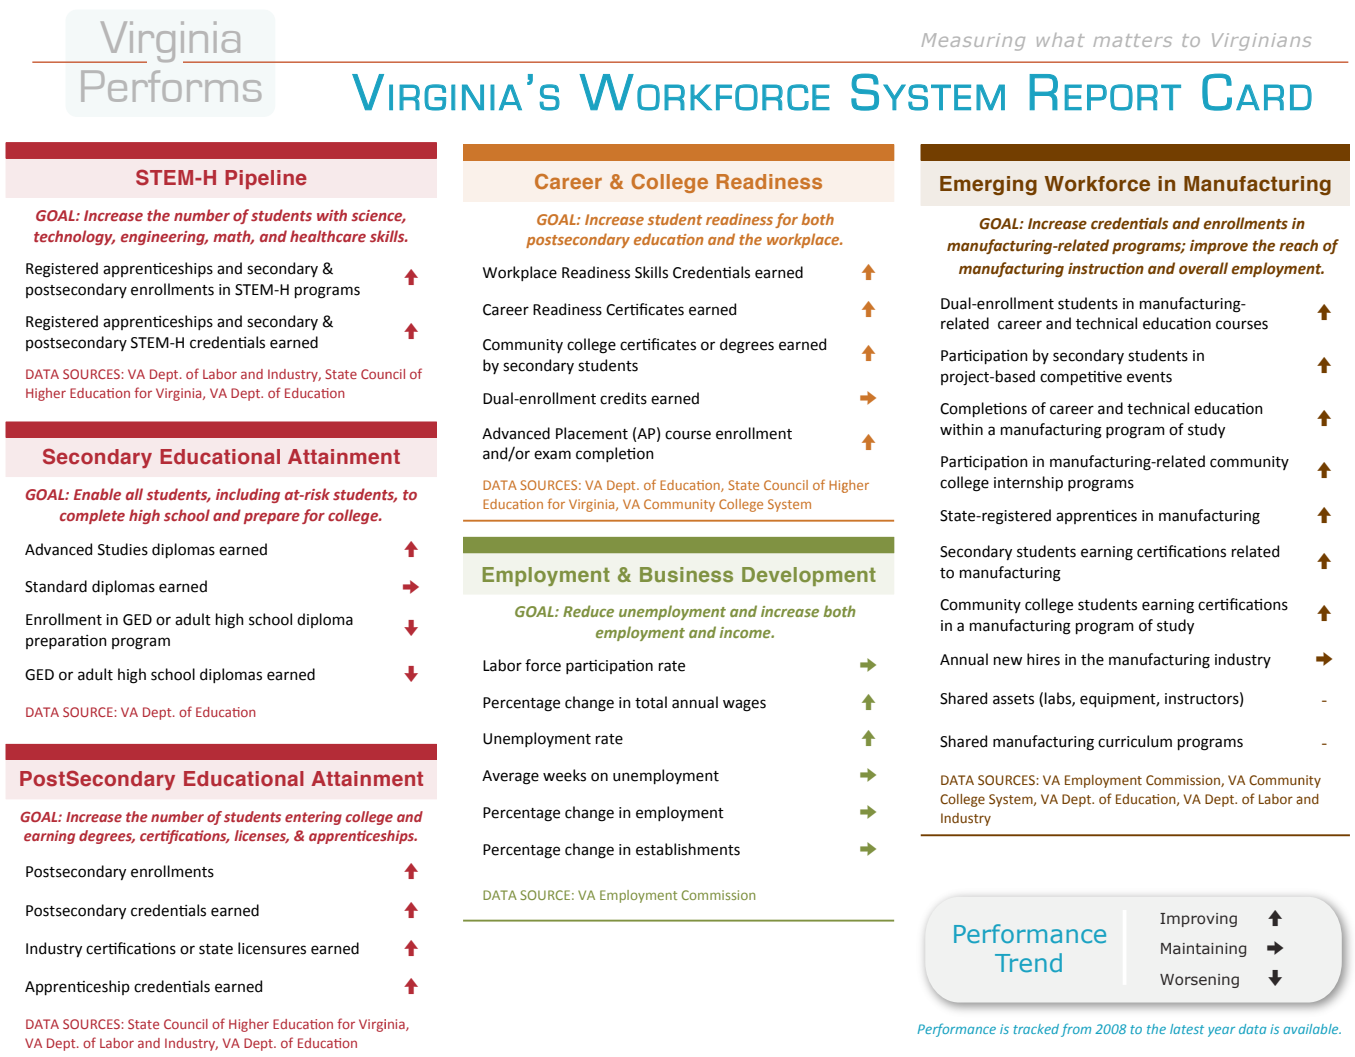 Virginia
Performs
Measuring what matters to Virginians
VIRGINIA'S WORKFORCE SYSTEM REPORT CARD
STEM-H Pipeline
GOAL: Increase the number of students with science,
technology, engineering, math, and healthcare skills.
Registered apprenticeships and secondary &
postsecondary enrollments in STEM-H programs
Registered apprenticeships and secondary &
postsecondary STEM-H credentials earned
DATA SOURCES: VA Dept. of Labor and Industry, State Council of
Higher Education for Virginia, VA Dept. of Education
Secondary Educational Attainment
GOAL: Enable all students, including at-risk students, to
complete high school and prepare for college.
Advanced Studies diplomas earned
Standard diplomas earned
Enrollment in GED or adult high school diploma
preparation program
GED or adult high school diplomas earned
DATA SOURCE: VA Dept. of Education
PostSecondary Educational Attainment
GOAL: Increase the number of students entering college and
earning degrees, certifications, licenses, & apprenticeships.
Postsecondary enrollments
Postsecondary credentials earned
Industry certifications or state licensures earned
Apprenticeship credentials earned
DATA SOURCES: State Council of Higher Education for Virginia,
VA Dept. of Labor and Industry, VA Dept. of Education
Career & College Readiness
GOAL: Increase student readiness for both
postsecondary education and the workplace.
Workplace Readiness Skills Credentials earned
Career Readiness Certificates earned
Community college certificates or degrees earned
by secondary students
Dual-enrollment credits earned
Advanced Placement (AP) course enrollment
and/or exam completion
DATA SOURCES: VA Dept. of Education, State Council of Higher
Education for Virginia, VA Community College System
Employment & Business Development
GOAL: Reduce unemployment and increase both
employment and income.
Labor force participation rate
Percentage change in total annual wages
Unemployment rate
Average weeks on unemployment
Percentage change in employment
Percentage change in establishments
DATA SOURCE: VA Employment Commission
Emerging Workforce in Manufacturing
GOAL: Increase credentials and enrollments in
manufacturing-related programs; improve the reach of
manufacturing instruction and overall employment.
Dual-enrollment students in manufacturing-
related career and technical education courses
Participation by secondary students in
project-based competitive events
Completions of career and technical education
within a manufacturing program of study
Participation in manufacturing-related community
college internship programs
State-registered apprentices in manufacturing
Secondary students earning certifications related
to manufacturing
Community college students earning certifications
in a manufacturing program of study
Annual new hires in the manufacturing industry
Shared assets (labs, equipment, instructors) -
Shared manufacturing curriculum programs -
DATA SOURCES: VA Employment Commission, VA Community
College System, VA Dept. of Education, VA Dept. of Labor and
Industry
Performance
Trend
Improving
Maintaining
Worsening
Performance is tracked from 2008 to the latest year data is available.